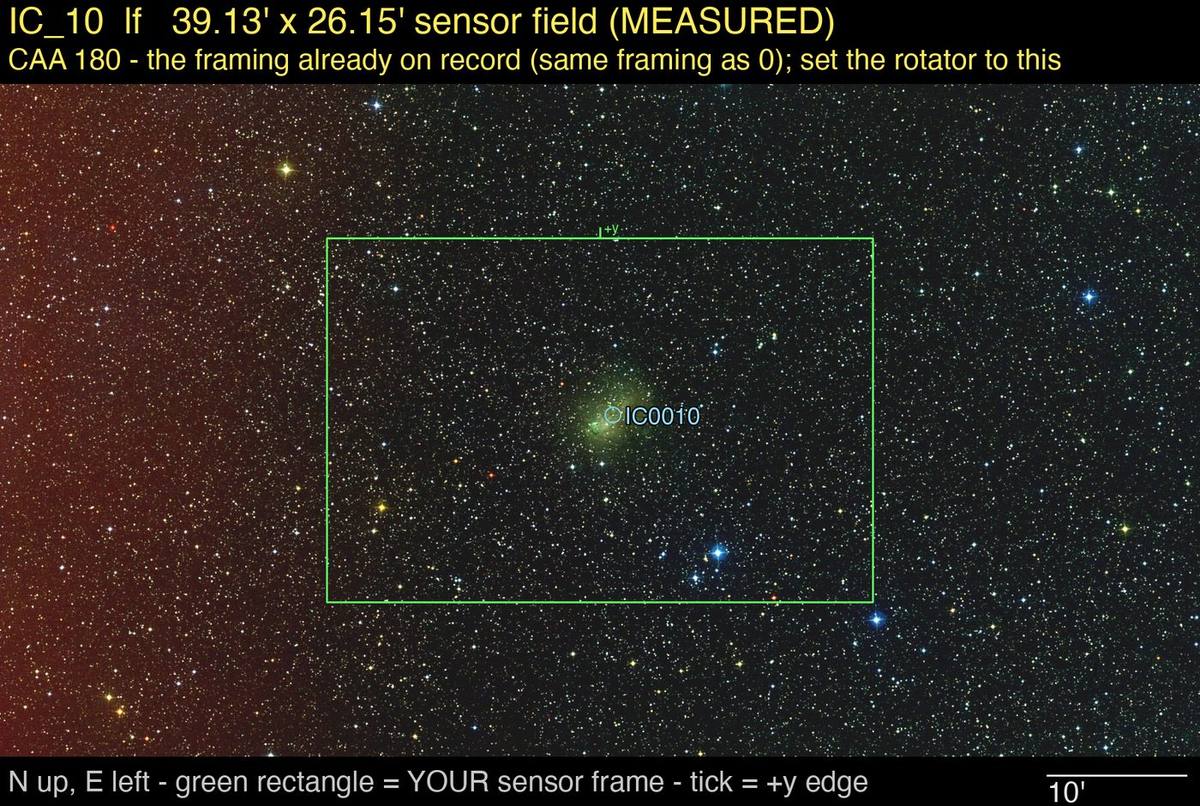 IC_10 If 39.13' x 26.15' sensor field (MEASURED)
CAA 180 - the framing already on record (same framing as 0); set the rotator to this
+y
IC0010
N up, E left - green rectangle = YOUR sensor frame - tick = +y edge
10'